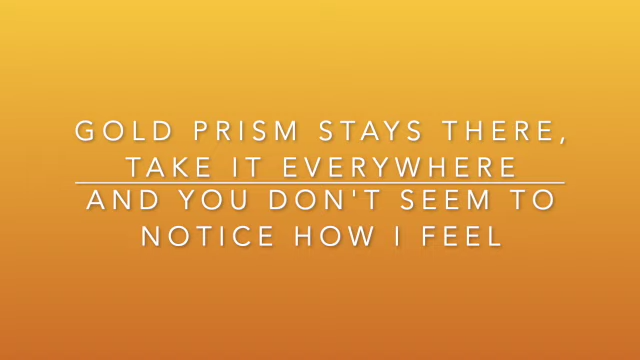 GOLD PRISM STAYS THERE,
TAKE IT EVERYWHERE
AND YOU DON'T SEEM TO
NOTICE HOW I FEEL